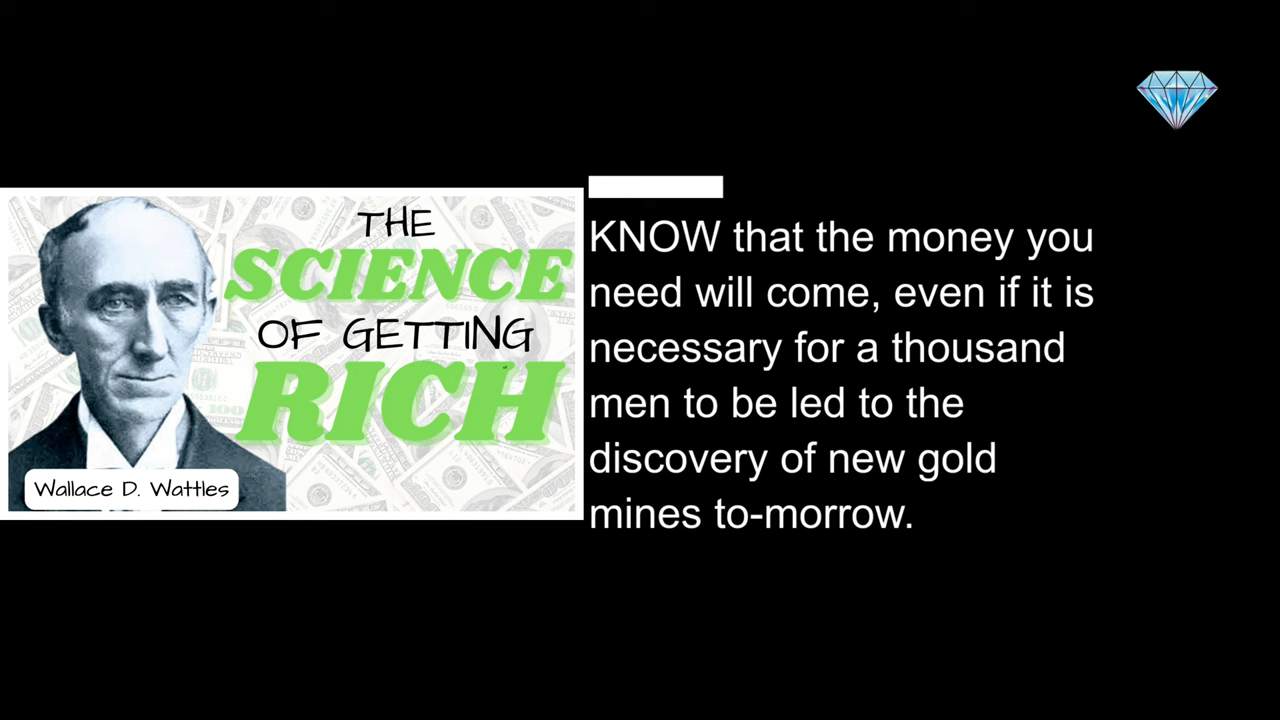 THE
SCIENCE
OF GETTING
RICH
Wallace D. Wattles
KNOW that the money you
need will come, even if it is
necessary for a thousand
men to be led to the
discovery of new gold
mines to-morrow.